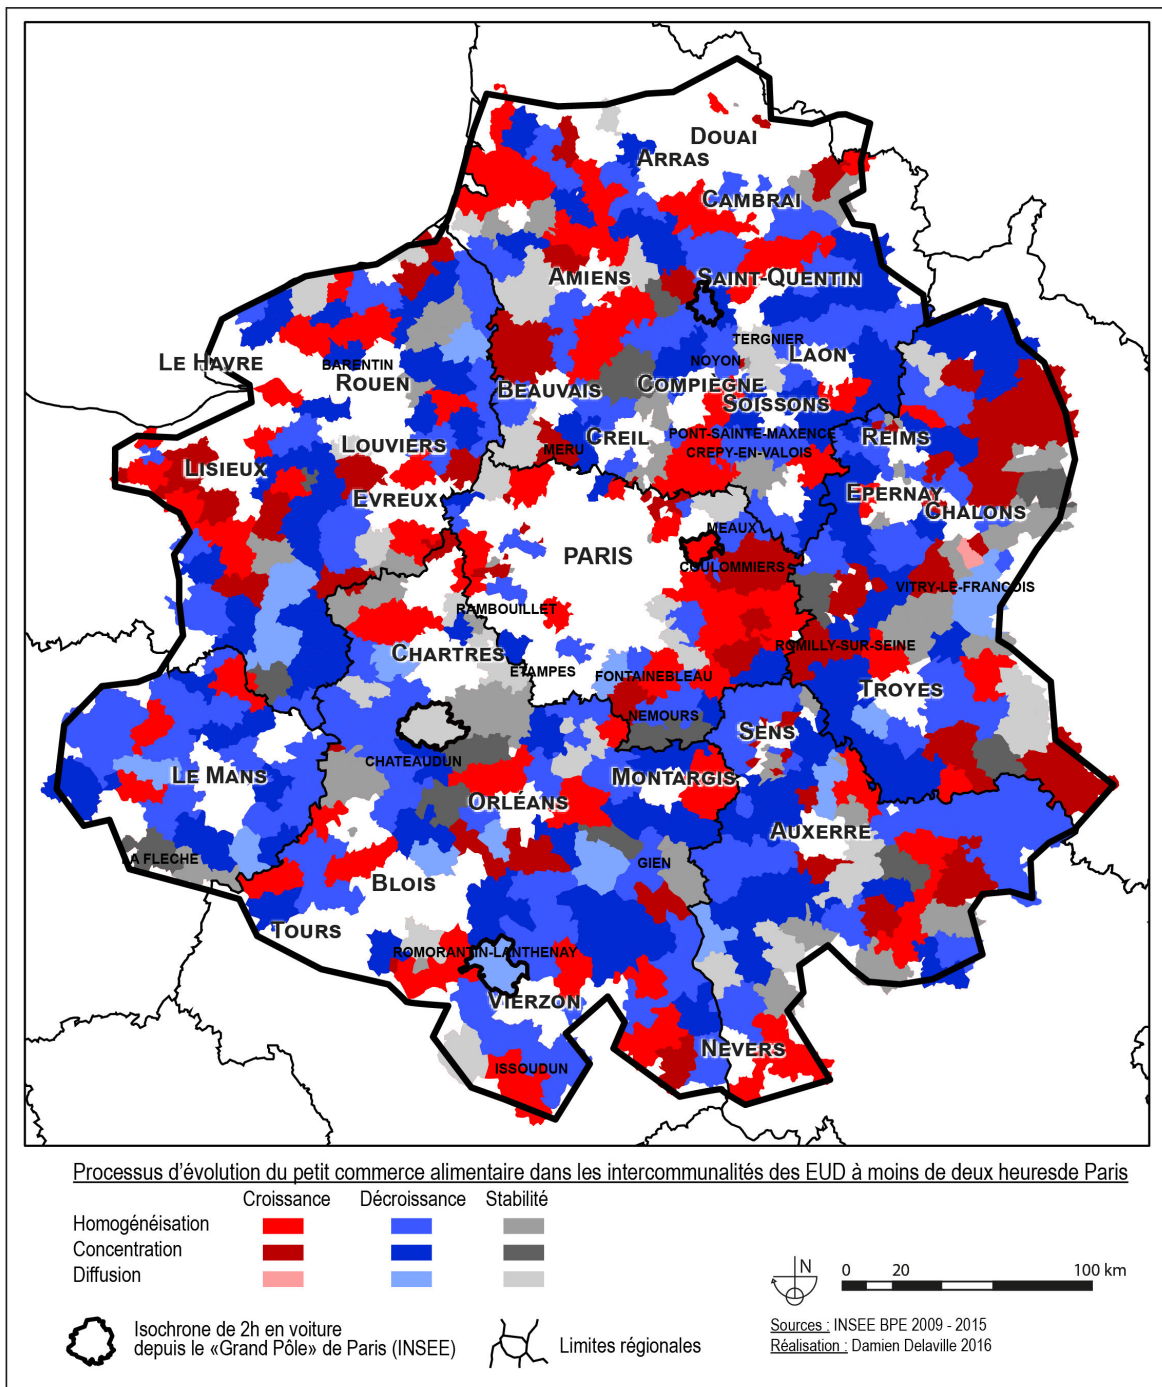 DOUAI
ARRAS
CAMBRAI
AMIENS
SAINT-QUENTIN
TERGNIER
LE HAVRE
BARENTIN
NOYON
LAON
ROUEN
BEAUVAIS
COMPIÈGNE
SOISSONS
LOUVIERS
CREIL
PONT-SAINTE-MAXENCE
REIMS
MERU
CREPY-EN-VALOIS
LISIEUX
EVREUX
EPERNAY
CHALONS
MEAUX
PARIS
COULOMMIERS
VITRY-LE-FRANÇOIS
RAMBOUILLET
CHARTRES
ROMILLY-SUR-SEINE
ETAMPES
FONTAINEBLEAU
TROYES
NEMOURS
SENS
CHATEAUDUN
LE MANS
MONTARGIS
ORLÉANS
AUXERRE
LA FLECHE
GIEN
BLOIS
TOURS
ROMORANTIN-LANTHENAY
VIERZON
NEVERS
ISSOUDUN
Processus d’évolution du petit commerce alimentaire dans les intercommunalités des EUD à moins de deux heuresde Paris
Croissance Décroissance Stabilité
Homogénéisation
Concentration
Diffusion
N
0 20 100 km
Isochrone de 2h en voiture
depuis le «Grand Pôle» de Paris (INSEE)
Limites régionales
Sources : INSEE BPE 2009 - 2015
Réalisation : Damien Delaville 2016